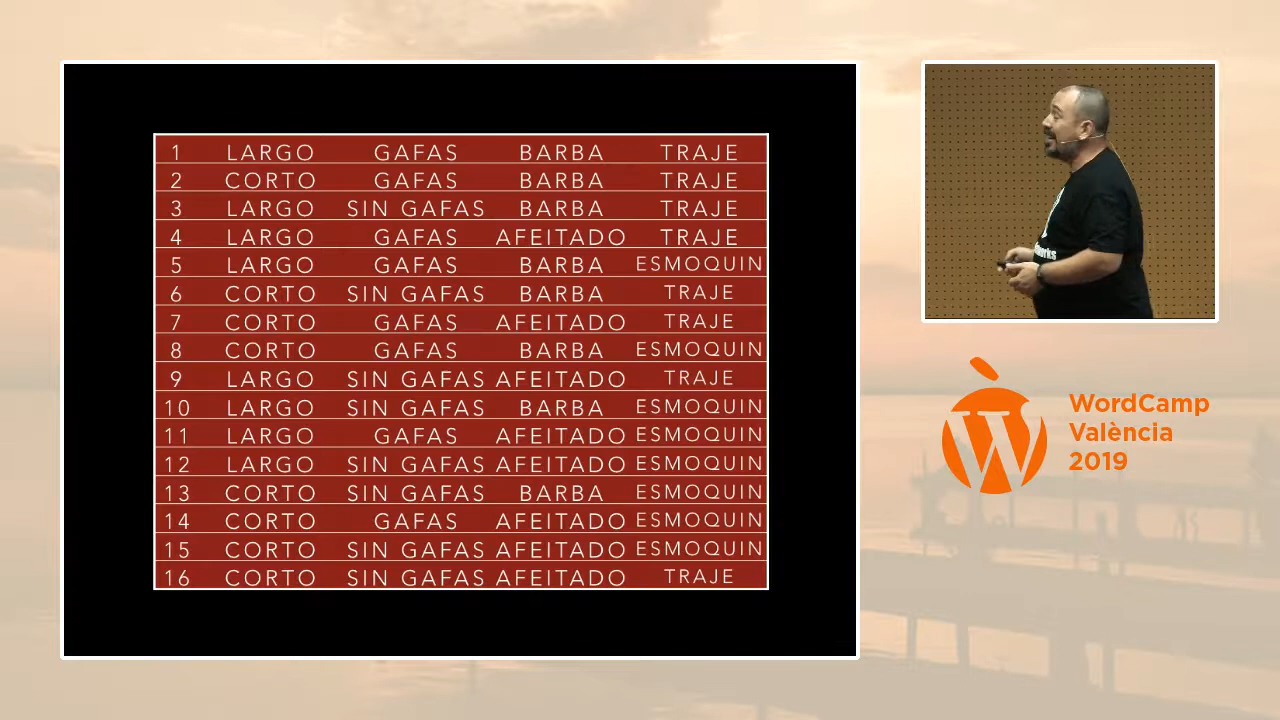 1 LARGO GAFAS BARBA TRAJE
2 CORTO GAFAS BARBA TRAJE
3 LARGO SIN GAFAS BARBA TRAJE
4 LARGO GAFAS AFEITADO TRAJE
5 LARGO GAFAS BARBA ESMOQUIN
6 CORTO SIN GAFAS BARBA TRAJE
7 CORTO GAFAS AFEITADO TRAJE
8 CORTO GAFAS BARBA ESMOQUIN
9 LARGO SIN GAFAS AFEITADO TRAJE
10 LARGO SIN GAFAS BARBA ESMOQUIN
11 LARGO GAFAS AFEITADO ESMOQUIN
12 LARGO SIN GAFAS AFEITADO ESMOQUIN
13 CORTO SIN GAFAS BARBA ESMOQUIN
14 CORTO GAFAS AFEITADO ESMOQUIN
15 CORTO SIN GAFAS AFEITADO ESMOQUIN
16 CORTO SIN GAFAS AFEITADO TRAJE
WordCamp
València
2019